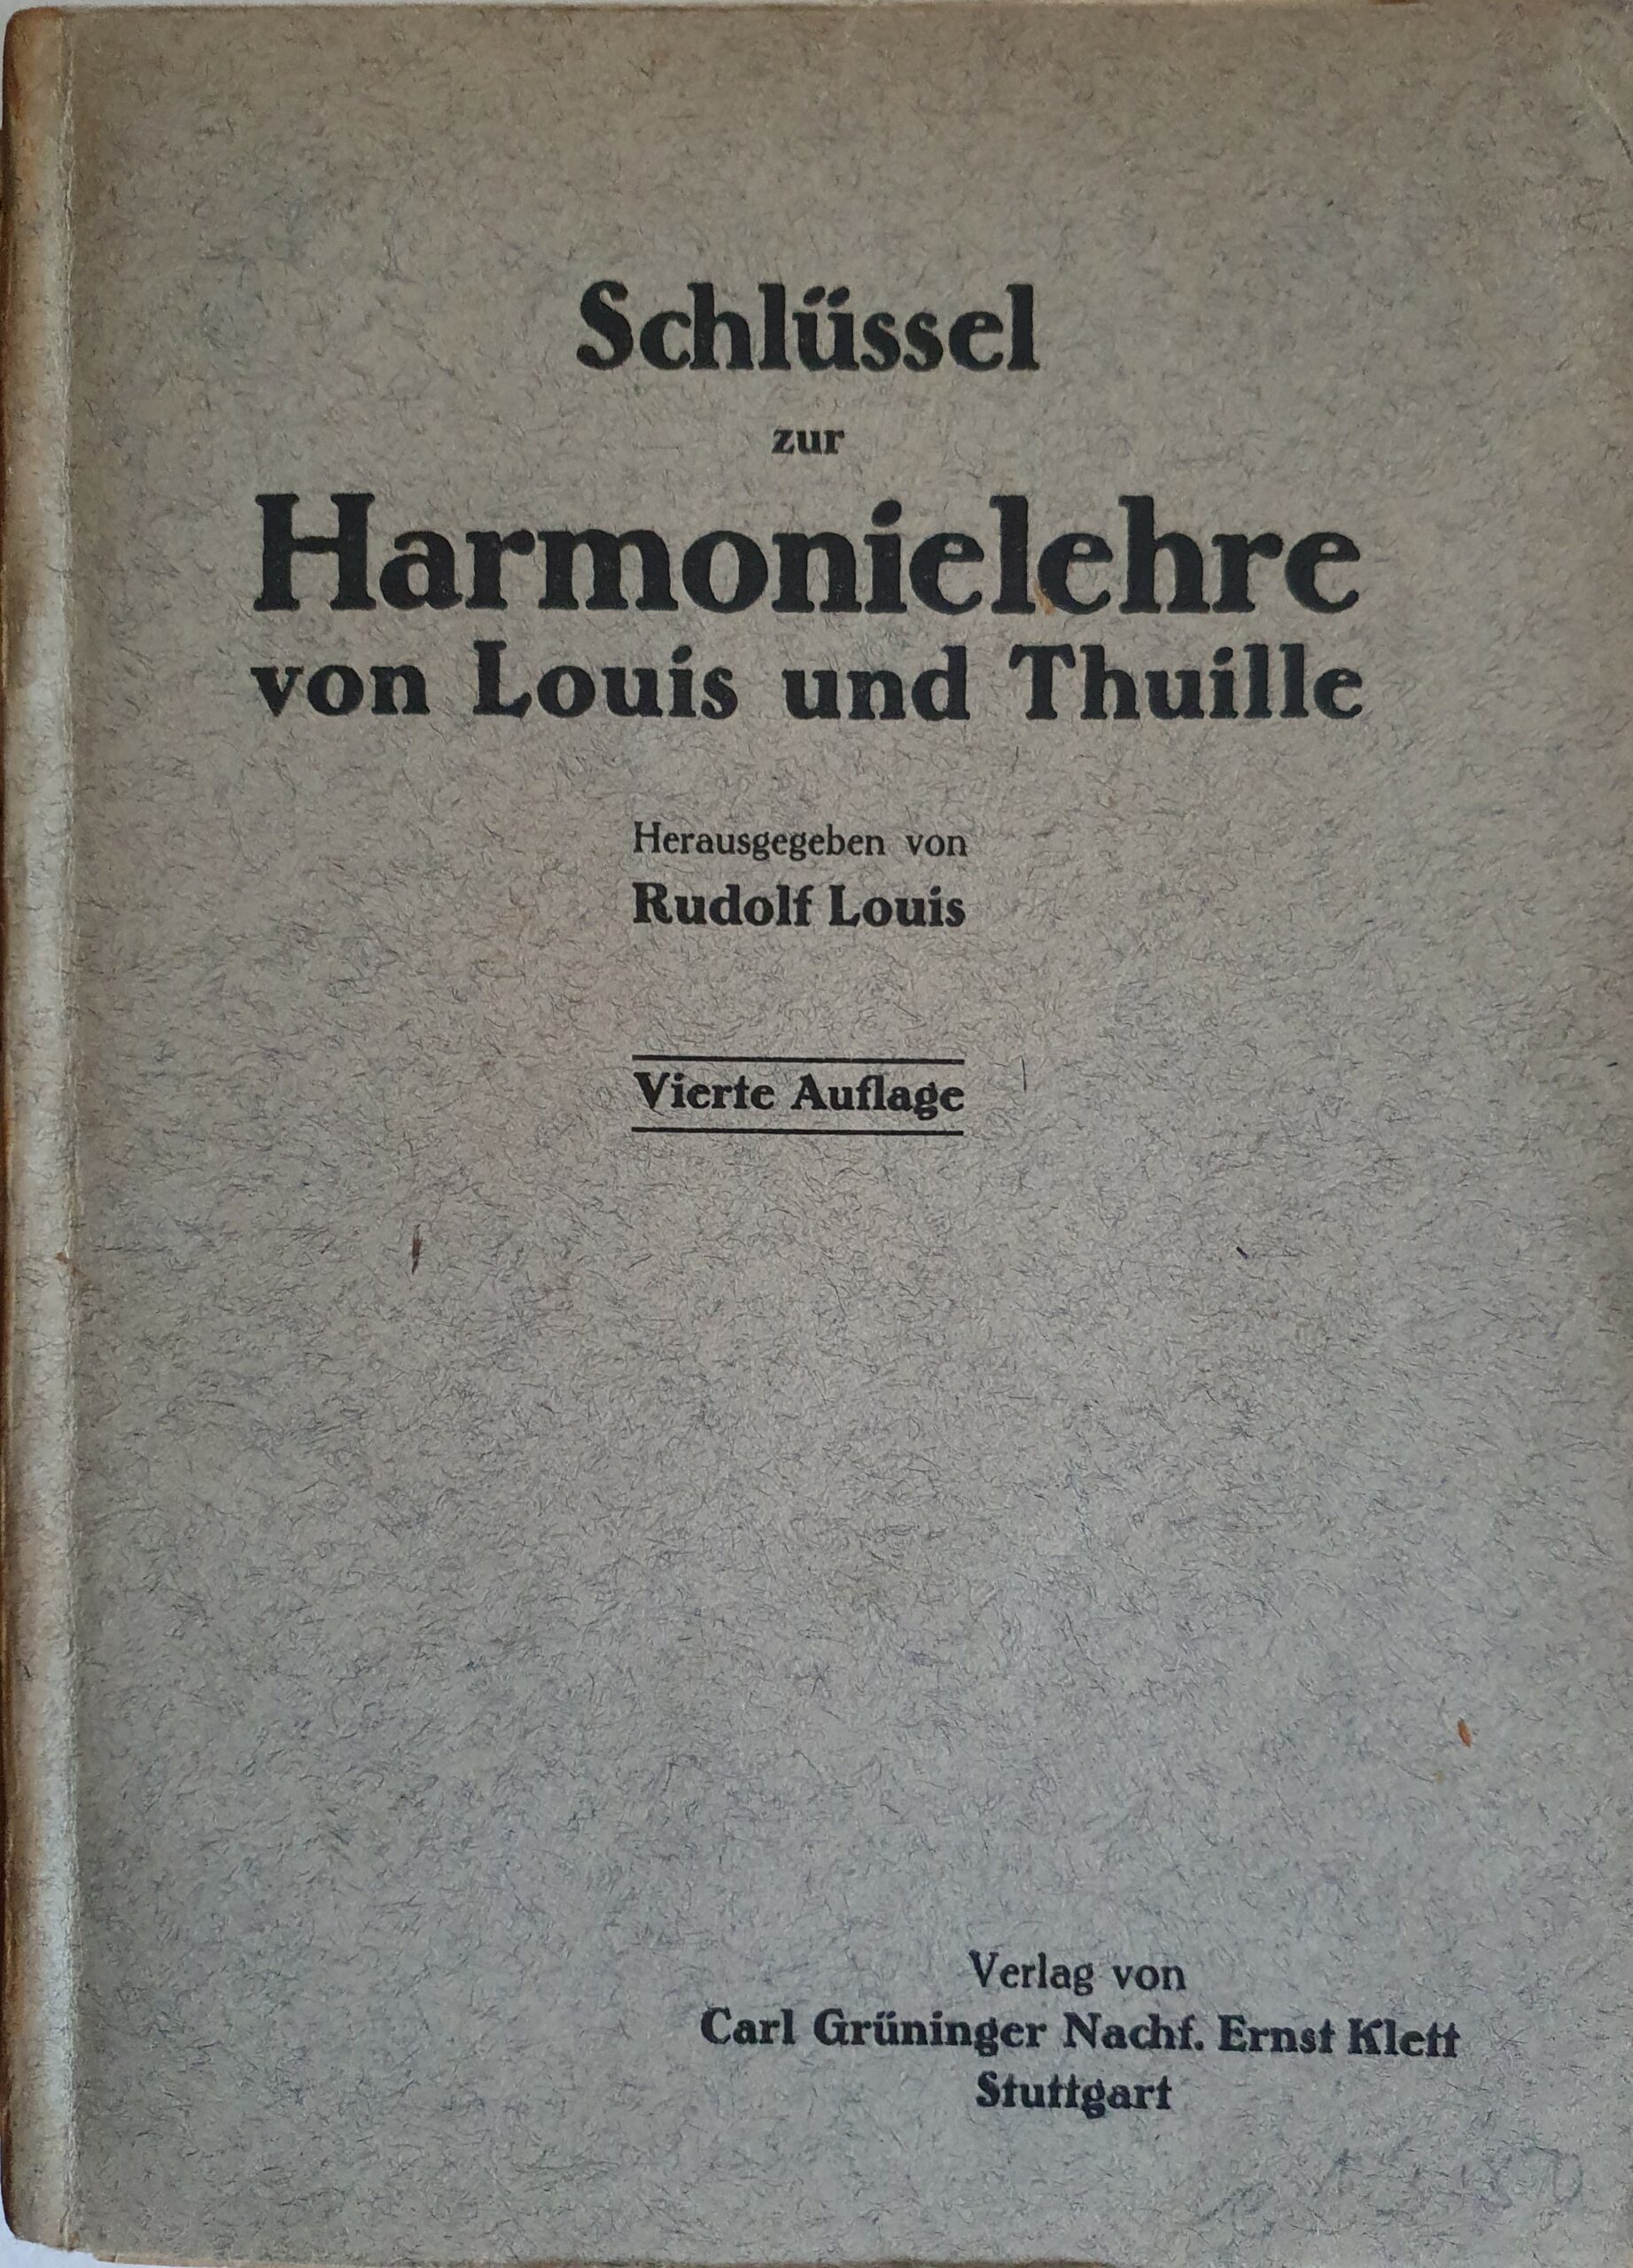 Schlüssel
zur
Harmonielehre
von Louis und Thuille
Herausgegeben von
Rudolf Louis
Vierte Auflage
Verlag von
Carl Grüninger Nachf. Ernst Klett
Stuttgart